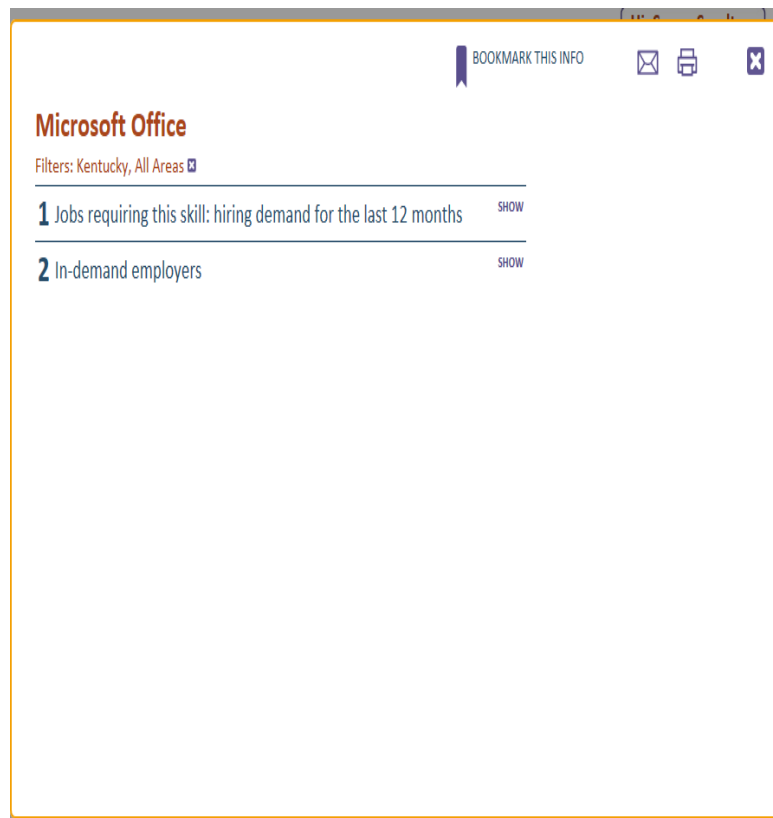 BOOKMARK THIS INFO
Microsoft Office
Filters: Kentucky, All Areas
1 Jobs requiring this skill: hiring demand for the last 12 months SHOW
2 In-demand employers SHOW